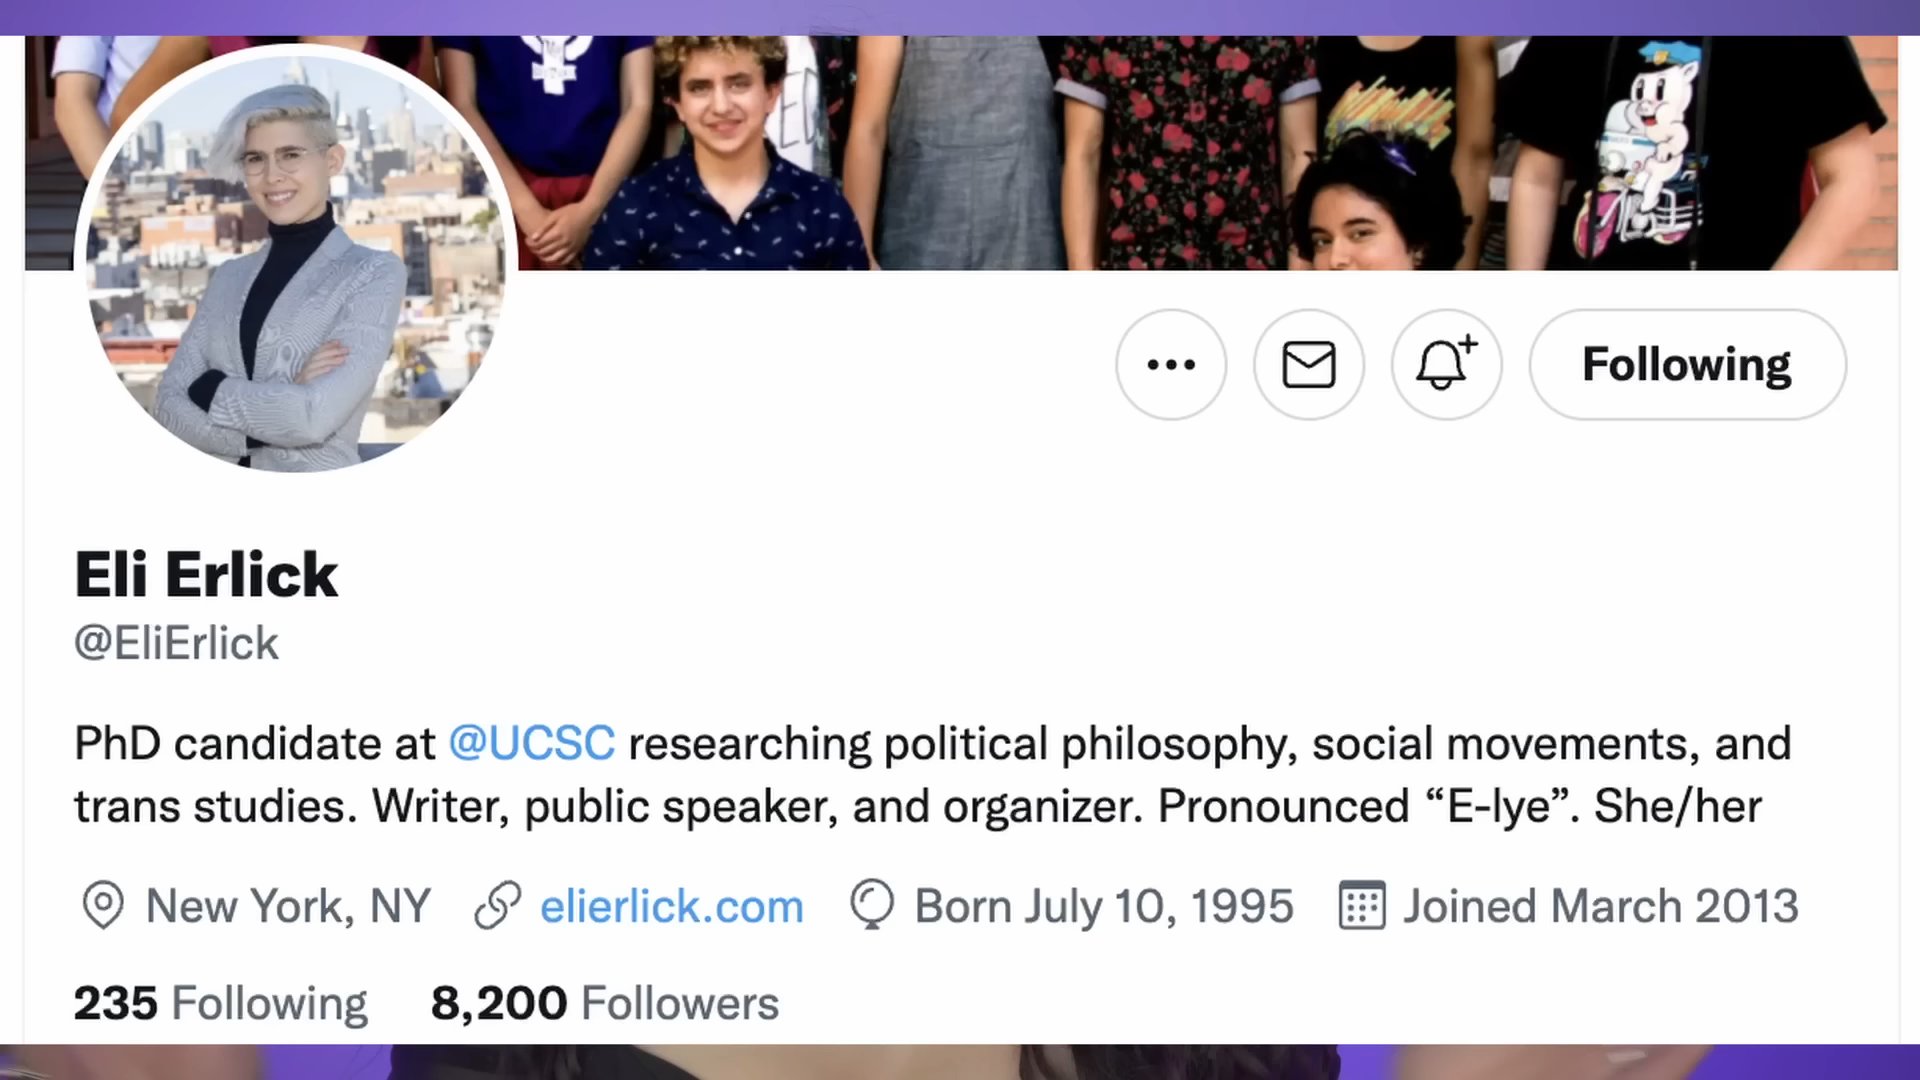 Following
Eli Erlick
@EliErlick
PhD candidate at @UCSC researching political philosophy, social movements, and
trans studies. Writer, public speaker, and organizer. Pronounced “E-lye”. She/her
New York, NY elierlick.com Born July 10, 1995 Joined March 2013
235 Following 8,200 Followers